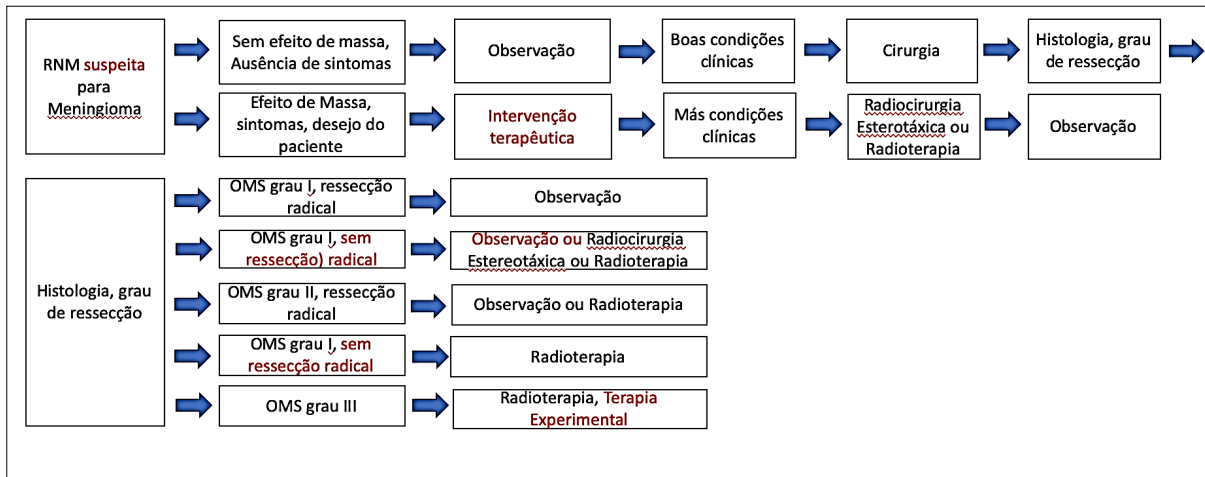 RNM suspeita
para
Meningioma
Sem efeito de massa,
Ausência de sintomas
Observação
Boas condições
clínicas
Cirurgia
Histologia, grau
de ressecção
Efeito de Massa,
sintomas, desejo do
paciente
Intervenção
terapêutica
Más condições
clínicas
Radiocirurgia
Esterotáxica ou
Radioterapia
Observação
Histologia, grau
de ressecção
OMS grau I, ressecção
radical
Observação
OMS grau I, sem
ressecção) radical
Observação ou Radiocirurgia
Estereotáxica ou Radioterapia
OMS grau II, ressecção
radical
Observação ou Radioterapia
OMS grau I, sem
ressecção radical
Radioterapia
OMS grau III
Radioterapia, Terapia
Experimental